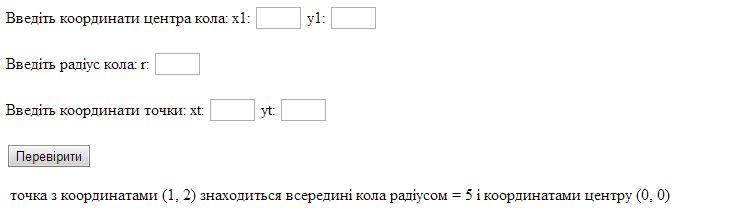 Введіть координати центра кола: x1: y1:
Введіть радіус кола: r:
Введіть координати точки: xt: yt:
Перевірити
точка з координатами (1, 2) знаходиться всередині кола радіусом = 5 і координатами центру (0, 0)